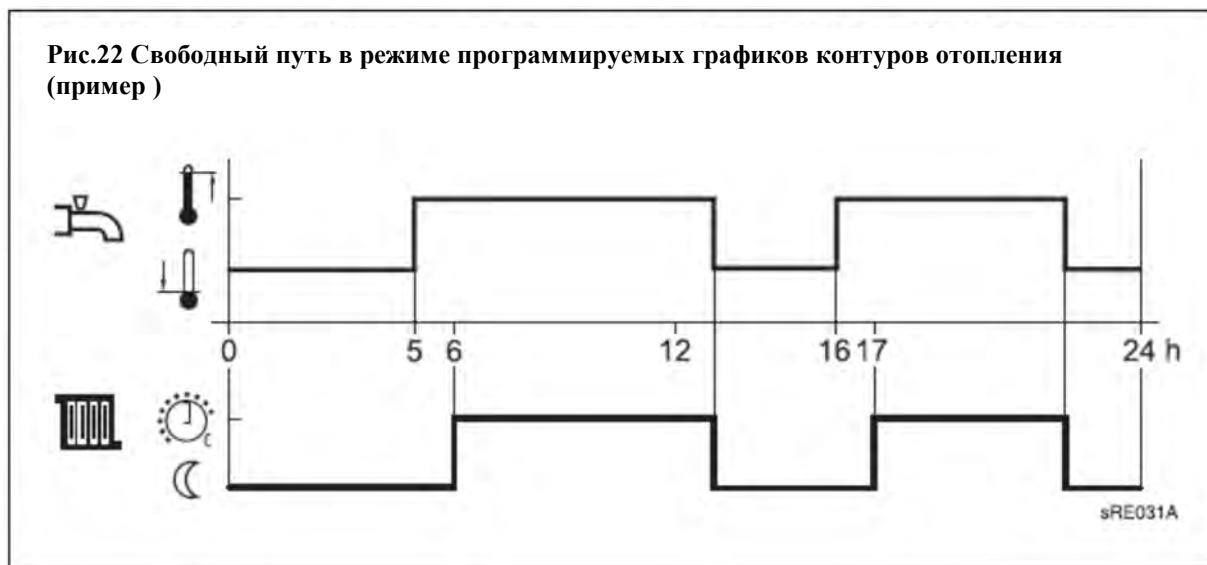 Рис.22 Свободный путь в режиме программируемых графиков контуров отопления
(пример )
0 5 6 12 16 17 24 h
C
sRE031A